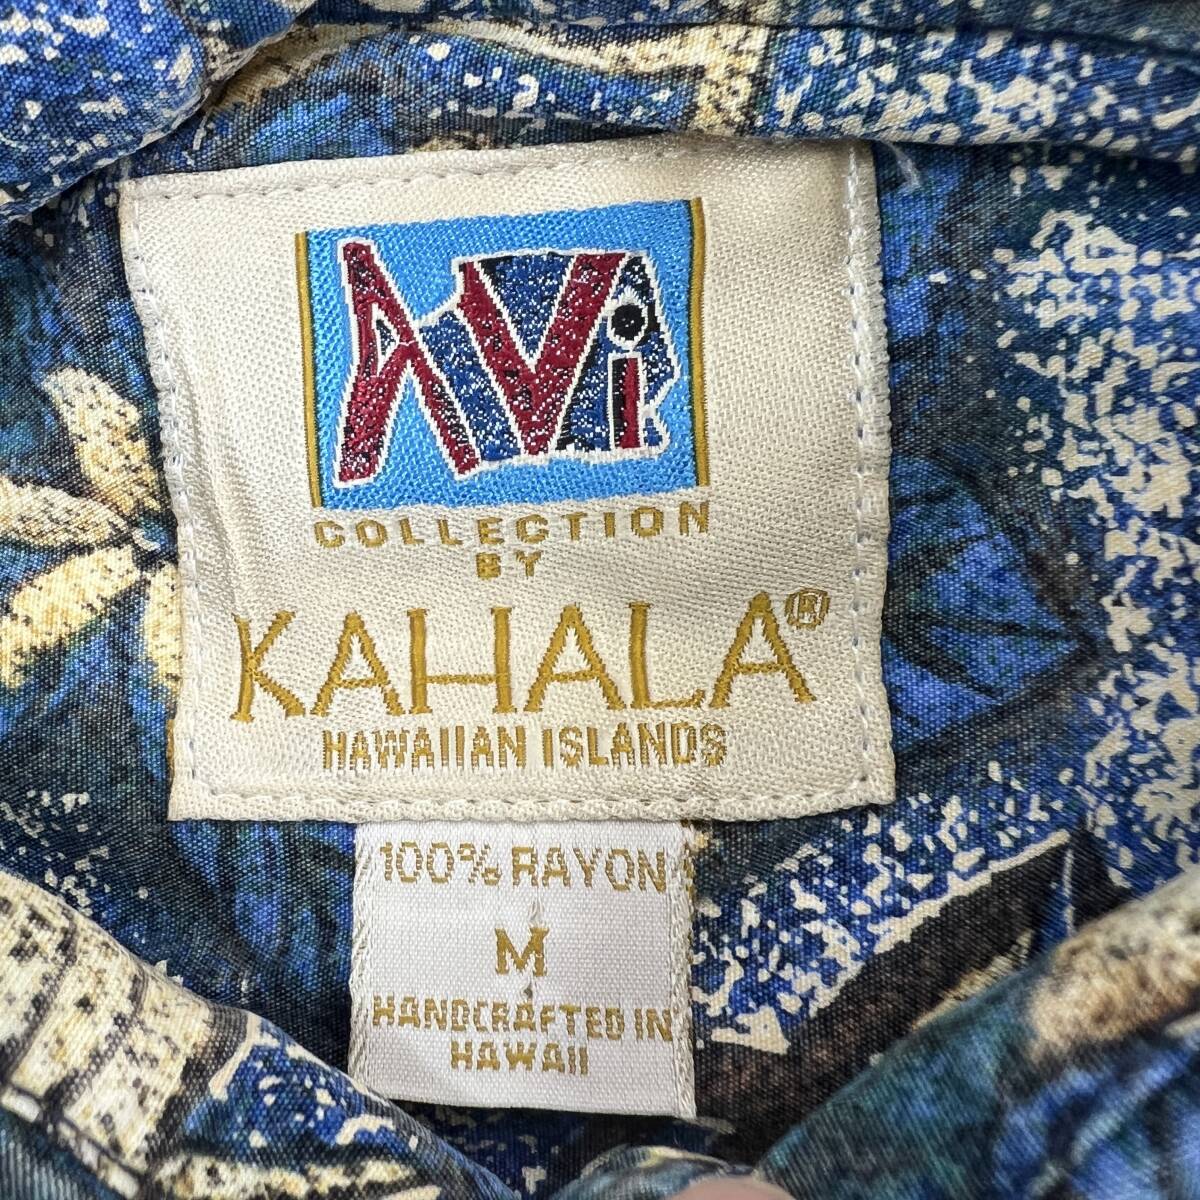 AVi
COLLECTION
BY
KAHALA®
HAWAIIAN ISLANDS
100% RAYON
M
HANDCRAFTED IN
HAWAII